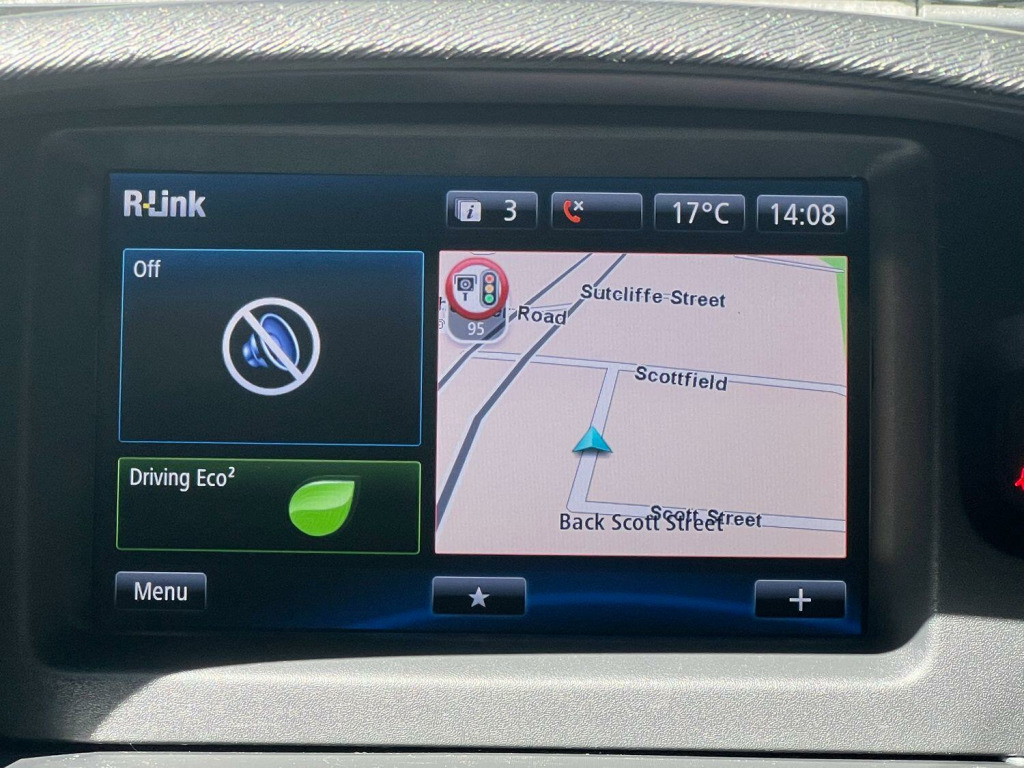 R-Link
3
17°C
14:08
Off
95
Road
Sutcliffe Street
Scottfield
Scott Street
Back Scott Street
Driving Eco²
Menu